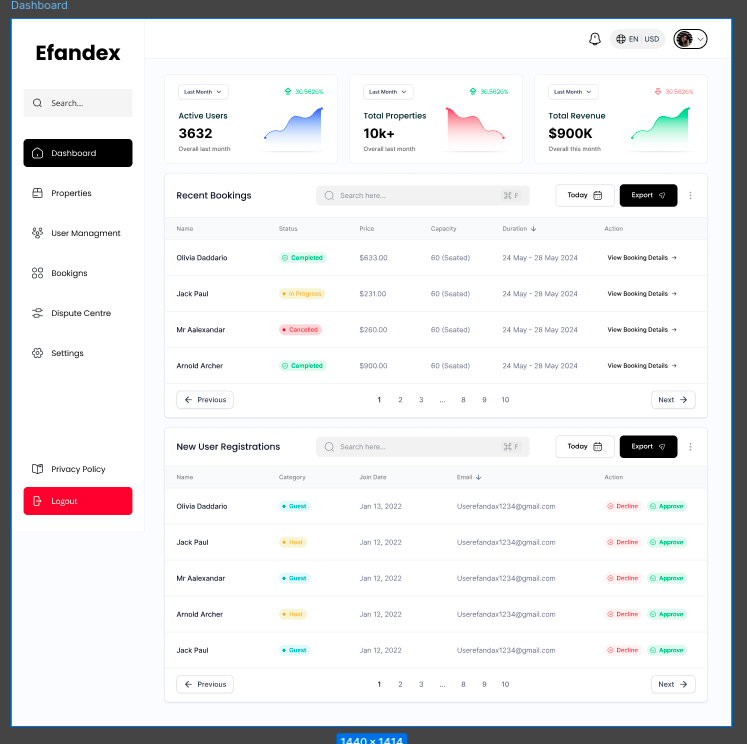 Dashboard
Efandex
EN USD
Search...
Dashboard
Properties
User Managment
Bookigns
Dispute Centre
Settings
Privacy Policy
Logout
Last Month 30.5626%
Active Users
3632
Overall last month
Last Month 30.5626%
Total Properties
10k+
Overall last month
Last Month 30.5626%
Total Revenue
$900K
Overall this month
Recent Bookings Search here... ⌘ F Today Export
Name Status Price Capacity Duration Action
Olivia Daddario Completed $633.00 60 (Seated) 24 May - 28 May 2024 View Booking Details
Jack Paul In Progress $231.00 60 (Seated) 24 May - 28 May 2024 View Booking Details
Mr Aalexandar Cancelled $260.00 60 (Seated) 24 May - 28 May 2024 View Booking Details
Arnold Archer Completed $900.00 60 (Seated) 24 May - 28 May 2024 View Booking Details
Previous 1 2 3 ... 8 9 10 Next
New User Registrations Search here... ⌘ F Today Export
Name Category Join Date Email Action
Olivia Daddario Guest Jan 13, 2022 Userefandax1234@gmail.com Decline Approve
Jack Paul Host Jan 12, 2022 Userefandax1234@gmail.com Decline Approve
Mr Aalexandar Guest Jan 12, 2022 Userefandax1234@gmail.com Decline Approve
Arnold Archer Host Jan 12, 2022 Userefandax1234@gmail.com Decline Approve
Jack Paul Guest Jan 12, 2022 Userefandax1234@gmail.com Decline Approve
Previous 1 2 3 ... 8 9 10 Next
1440 × 1414